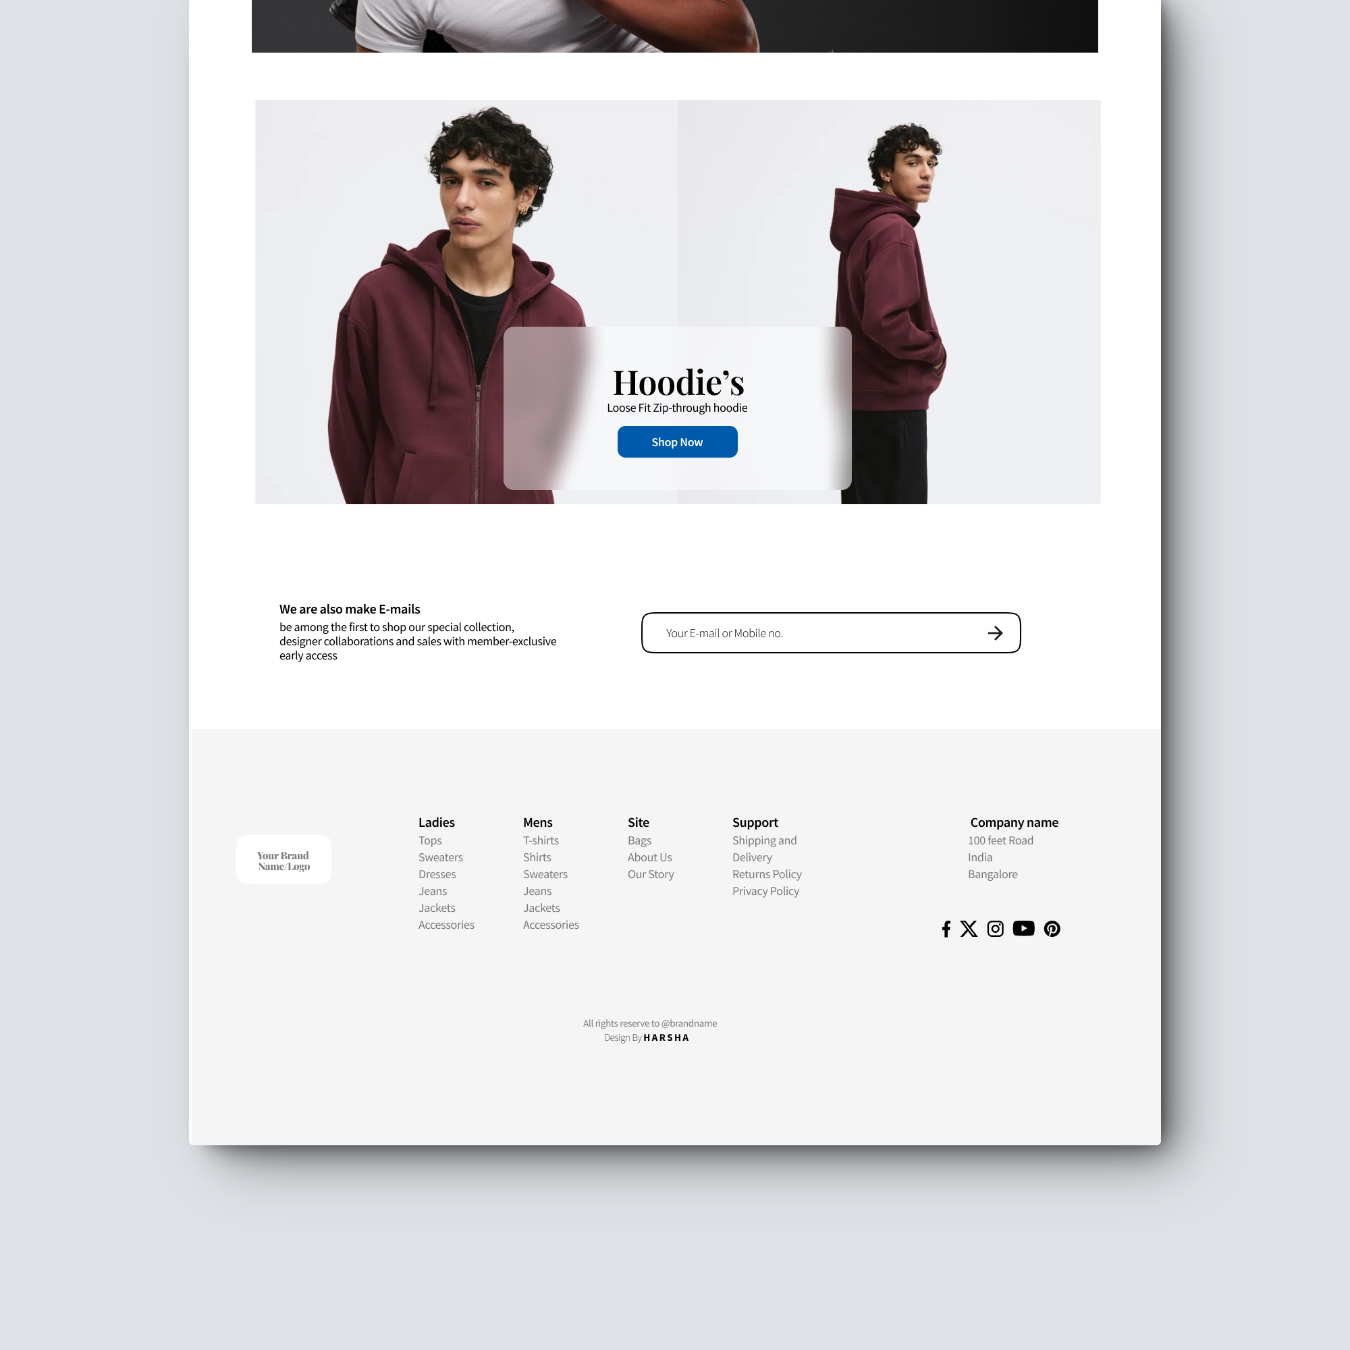 Hoodie’s
Loose Fit Zip-through hoodie
Shop Now
We are also make E-mails
be among the first to shop our special collection,
designer collaborations and sales with member-exclusive
early access
Your E-mail or Mobile no.
Your Brand
Name/Logo
Ladies
Tops
Sweaters
Dresses
Jeans
Jackets
Accessories
Mens
T-shirts
Shirts
Sweaters
Jeans
Jackets
Accessories
Site
Bags
About Us
Our Story
Support
Shipping and
Delivery
Returns Policy
Privacy Policy
Company name
100 feet Road
India
Bangalore
All rights reserve to @brandname
Design By HARSHA